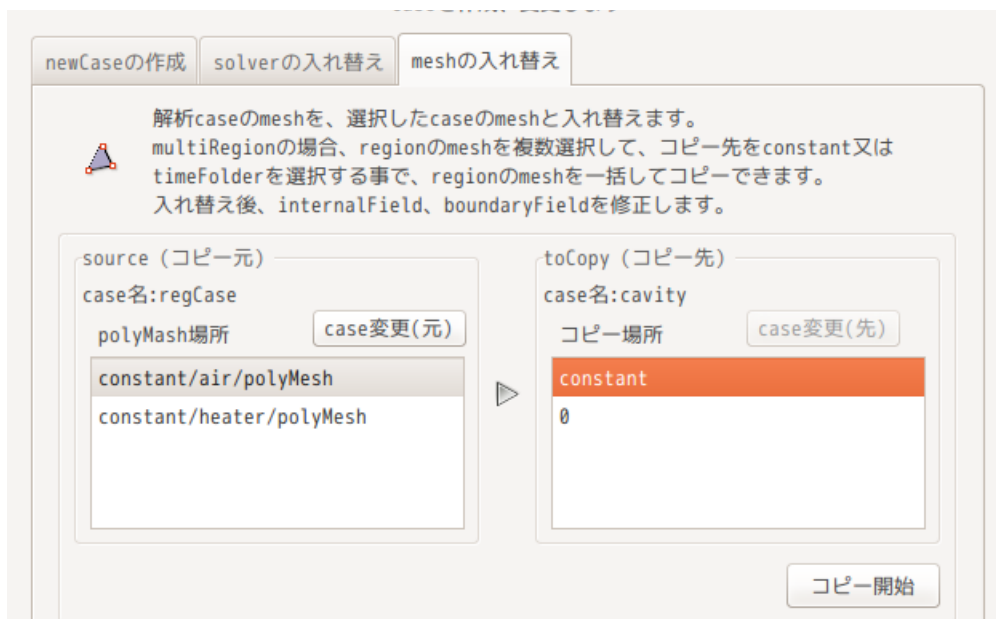 newCaseの作成 solverの入れ替え meshの入れ替え
解析caseのmeshを、選択したcaseのmeshと入れ替えます。
multiRegionの場合、regionのmeshを複数選択して、コピー先をconstant又は
timeFolderを選択する事で、regionのmeshを一括してコピーできます。
入れ替え後、internalField、boundaryFieldを修正します。
source (コピー元)
case名:regCase
polyMash場所 case変更(元)
constant/air/polyMesh
constant/heater/polyMesh
toCopy (コピー先)
case名:cavity
コピー場所 case変更(先)
constant
0
コピー開始